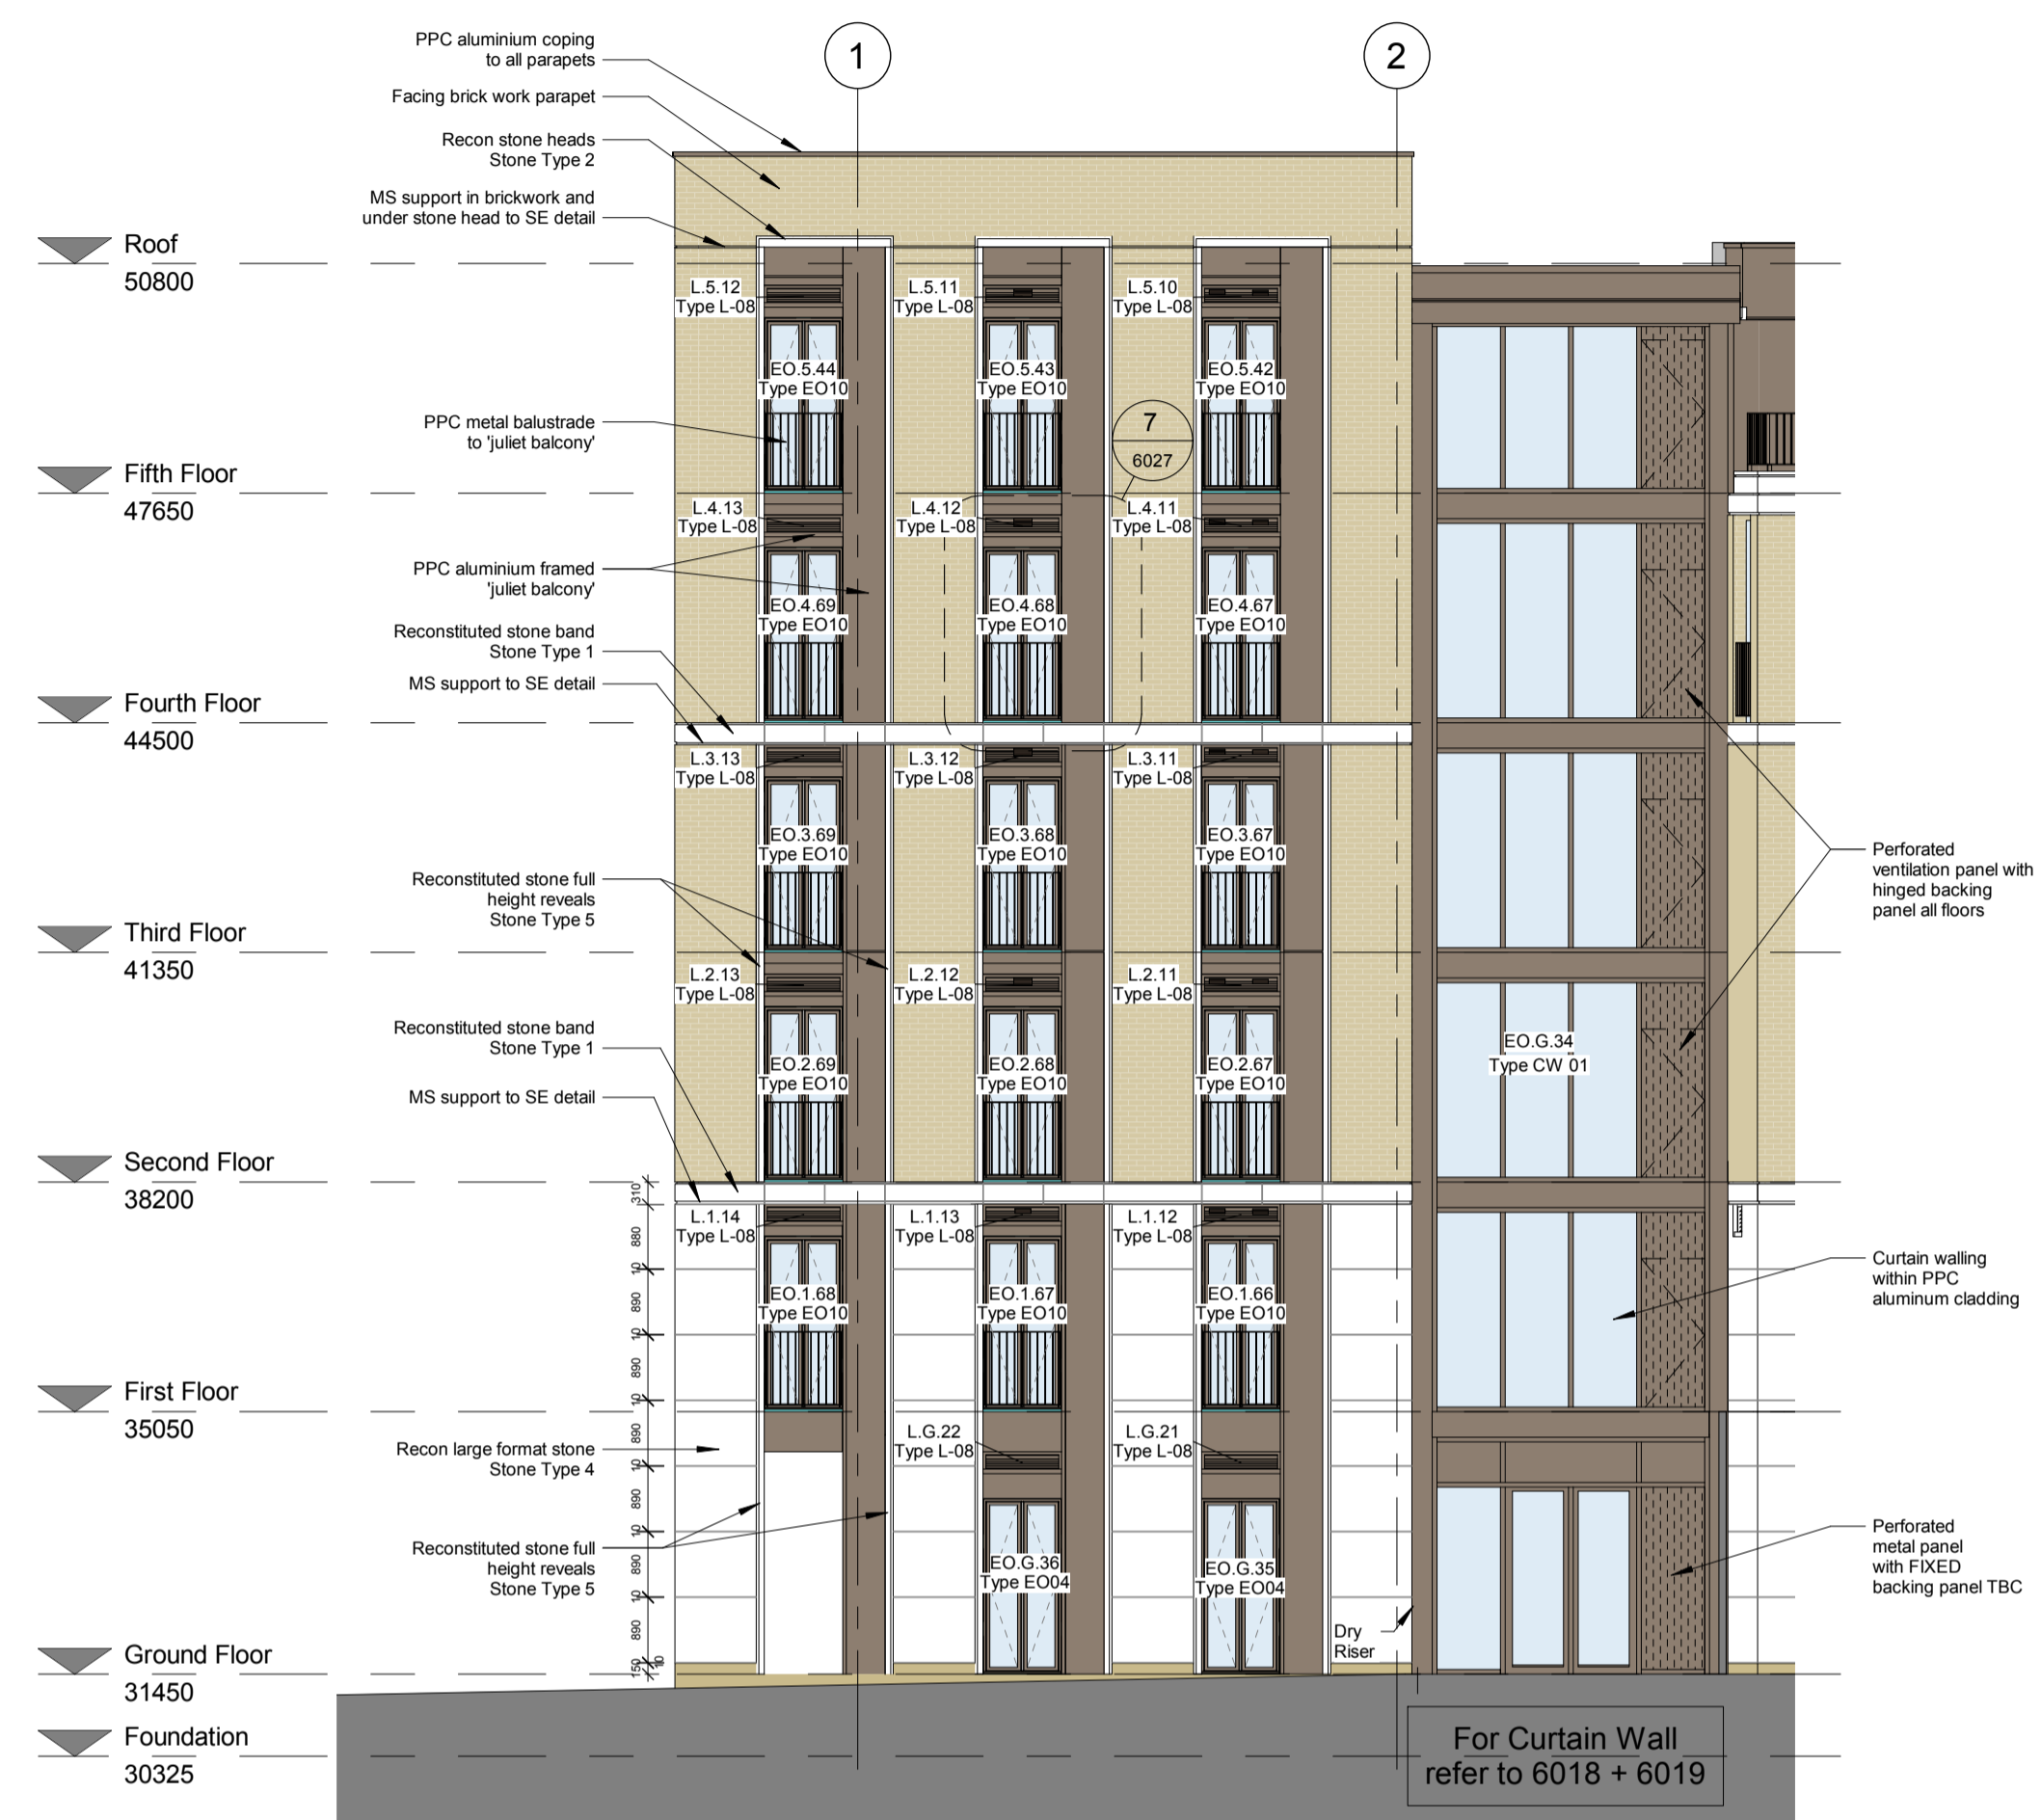 1
2
PPC aluminium coping
to all parapets
Facing brick work parapet
Recon stone heads
Stone Type 2
MS support in brickwork and
under stone head to SE detail
Roof
50800
L.5.12
Type L-08
L.5.11
Type L-08
L.5.10
Type L-08
EO.5.44
Type EO10
EO.5.43
Type EO10
EO.5.42
Type EO10
PPC metal balustrade
to 'juliet balcony'
7
6027
Fifth Floor
47650
L.4.13
Type L-08
L.4.12
Type L-08
L.4.11
Type L-08
PPC aluminium framed
'juliet balcony'
EO.4.69
Type EO10
EO.4.68
Type EO10
EO.4.67
Type EO10
Reconstituted stone band
Stone Type 1
MS support to SE detail
Fourth Floor
44500
L.3.13
Type L-08
L.3.12
Type L-08
L.3.11
Type L-08
EO.3.69
Type EO10
EO.3.68
Type EO10
EO.3.67
Type EO10
Perforated
ventilation panel with
hinged backing
panel all floors
Reconstituted stone full
height reveals
Stone Type 5
Third Floor
41350
L.2.13
Type L-08
L.2.12
Type L-08
L.2.11
Type L-08
Reconstituted stone band
Stone Type 1
EO.2.69
Type EO10
EO.2.68
Type EO10
EO.2.67
Type EO10
EO.G.34
Type CW 01
MS support to SE detail
Second Floor
38200
310
L.1.14
Type L-08
L.1.13
Type L-08
L.1.12
Type L-08
880
10
EO.1.68
Type EO10
EO.1.67
Type EO10
EO.1.66
Type EO10
Curtain walling
within PPC
aluminum cladding
890
10
890
10
First Floor
35050
890
10
L.G.22
Type L-08
L.G.21
Type L-08
Recon large format stone
Stone Type 4
890
10
Reconstituted stone full
height reveals
Stone Type 5
890
10
EO.G.36
Type EO04
EO.G.35
Type EO04
Perforated
metal panel
with FIXED
backing panel TBC
890
10
150
Dry
Riser
Ground Floor
31450
Foundation
30325
For Curtain Wall
refer to 6018 + 6019